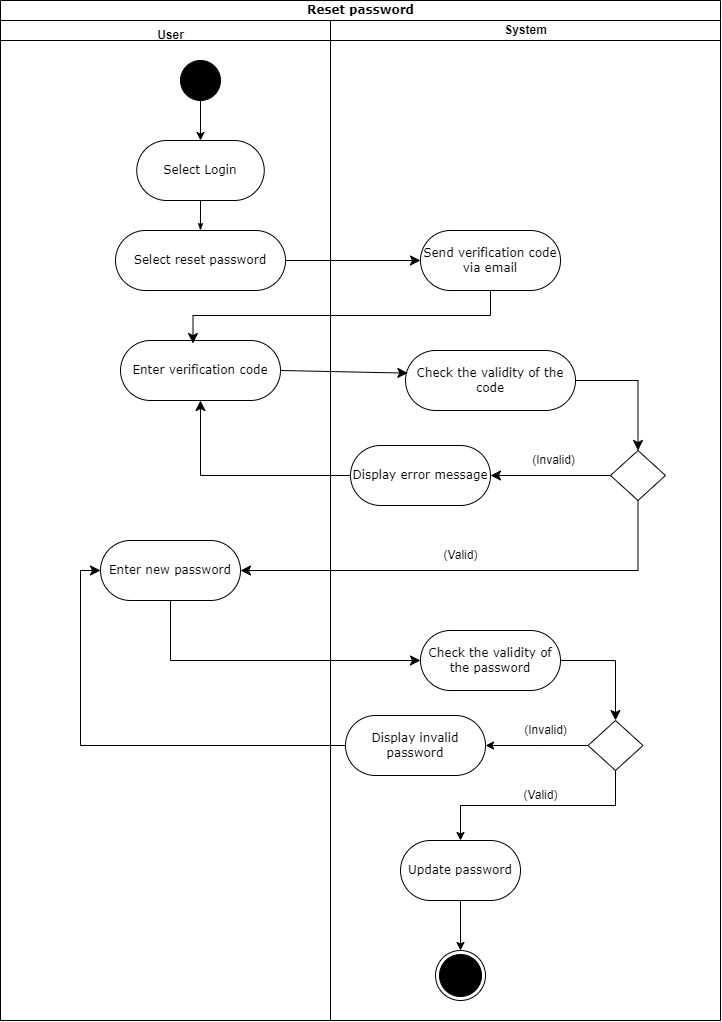 Reset password
User
System
Select Login
Select reset password
Send verification code
via email
Enter verification code
Check the validity of the
code
(Invalid)
Display error message
(Valid)
Enter new password
Check the validity of
the password
(Invalid)
Display invalid
password
(Valid)
Update password